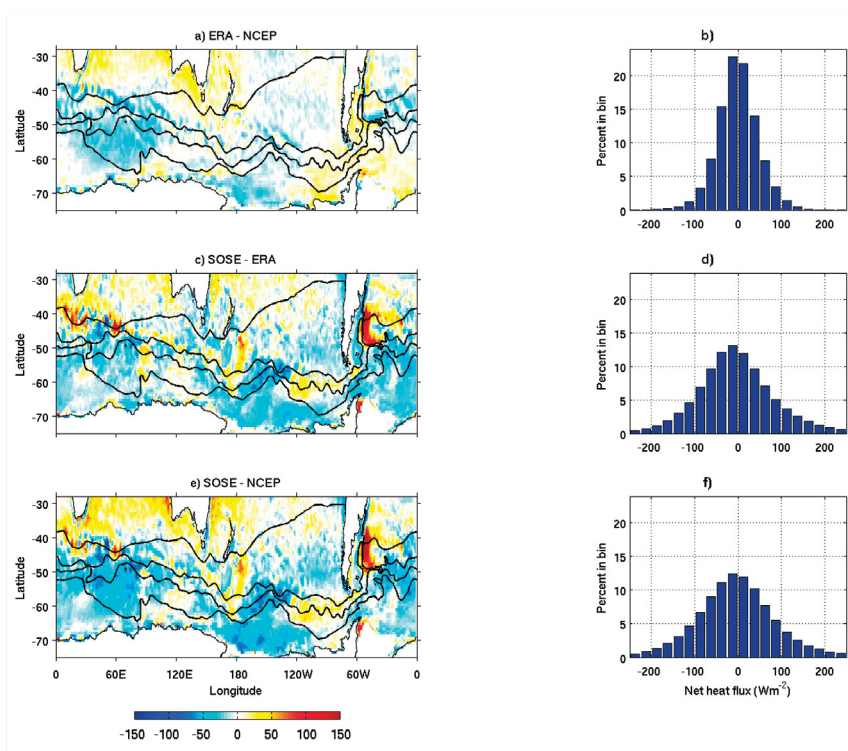 a) ERA - NCEP
-30
-40
-50
-60
-70
Latitude
b)
20
15
10
5
0
Percent in bin
-200 -100 0 100 200
c) SOSE - ERA
-30
-40
-50
-60
-70
Latitude
d)
20
15
10
5
0
Percent in bin
-200 -100 0 100 200
e) SOSE - NCEP
-30
-40
-50
-60
-70
Latitude
0 60E 120E 180 120W 60W 0
Longitude
f)
20
15
10
5
0
Percent in bin
-200 -100 0 100 200
Net heat flux (Wm-2)
-150 -100 -50 0 50 100 150